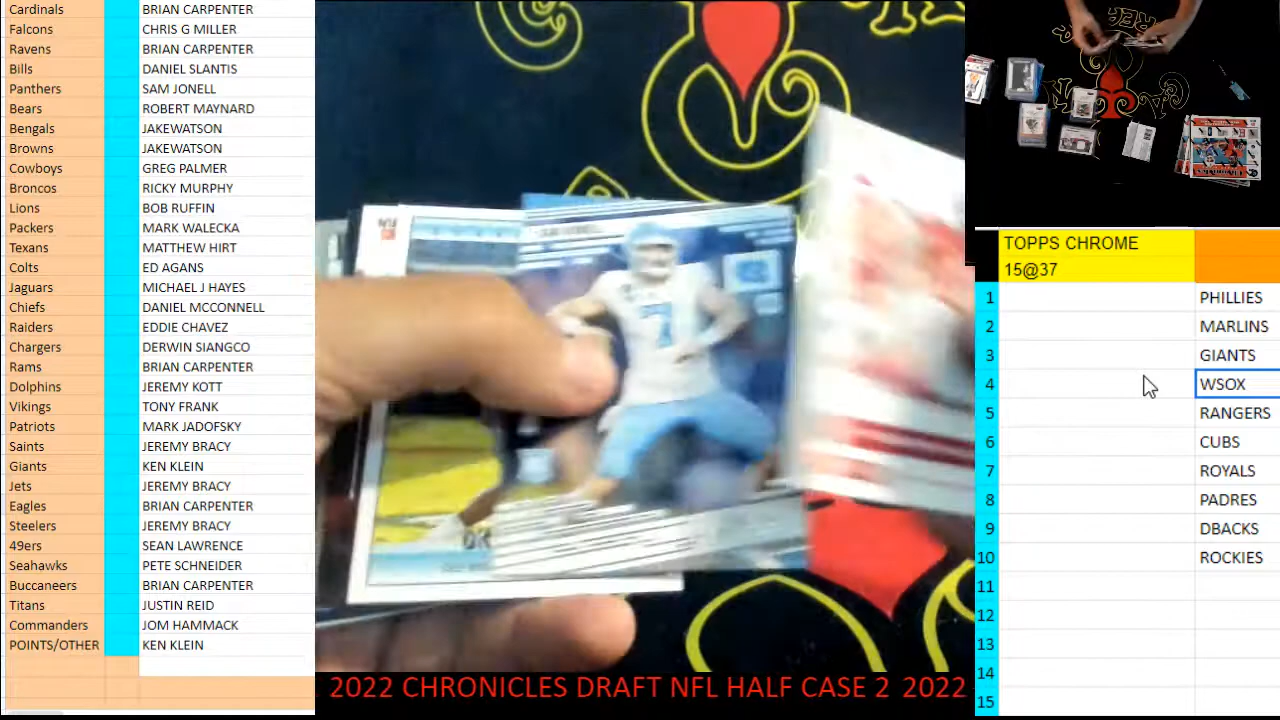 Cardinals BRIAN CARPENTER
Falcons CHRIS G MILLER
Ravens BRIAN CARPENTER
Bills DANIEL SLANTIS
Panthers SAM JONELL
Bears ROBERT MAYNARD
Bengals JAKEWATSON
Browns JAKEWATSON
Cowboys GREG PALMER
Broncos RICKY MURPHY
Lions BOB RUFFIN
Packers MARK WALECKA
Texans MATTHEW HIRT
Colts ED AGANS
Jaguars MICHAEL J HAYES
Chiefs DANIEL MCCONNELL
Raiders EDDIE CHAVEZ
Chargers DERWIN SIANGCO
Rams BRIAN CARPENTER
Dolphins JEREMY KOTT
Vikings TONY FRANK
Patriots MARK JADOFSKY
Saints JEREMY BRACY
Giants KEN KLEIN
Jets JEREMY BRACY
Eagles BRIAN CARPENTER
Steelers JEREMY BRACY
49ers SEAN LAWRENCE
Seahawks PETE SCHNEIDER
Buccaneers BRIAN CARPENTER
Titans JUSTIN REID
Commanders JOM HAMMACK
POINTS/OTHER KEN KLEIN
7
2022 CHRONICLES DRAFT NFL HALF CASE 2 2022
TOPPS CHROME
15@37
1 PHILLIES
2 MARLINS
3 GIANTS
4 WSOX
5 RANGERS
6 CUBS
7 ROYALS
8 PADRES
9 DBACKS
10 ROCKIES
11
12
13
14
15